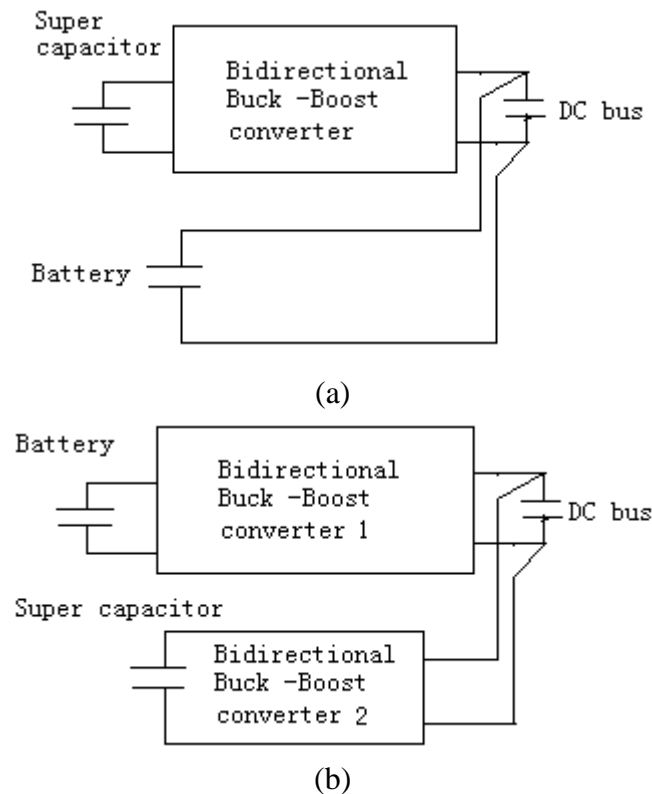 Super
capacitor
Bidirectional
Buck -Boost
converter
DC bus
Battery
(a)
Battery
Bidirectional
Buck -Boost
converter 1
DC bus
Super capacitor
Bidirectional
Buck -Boost
converter 2
(b)